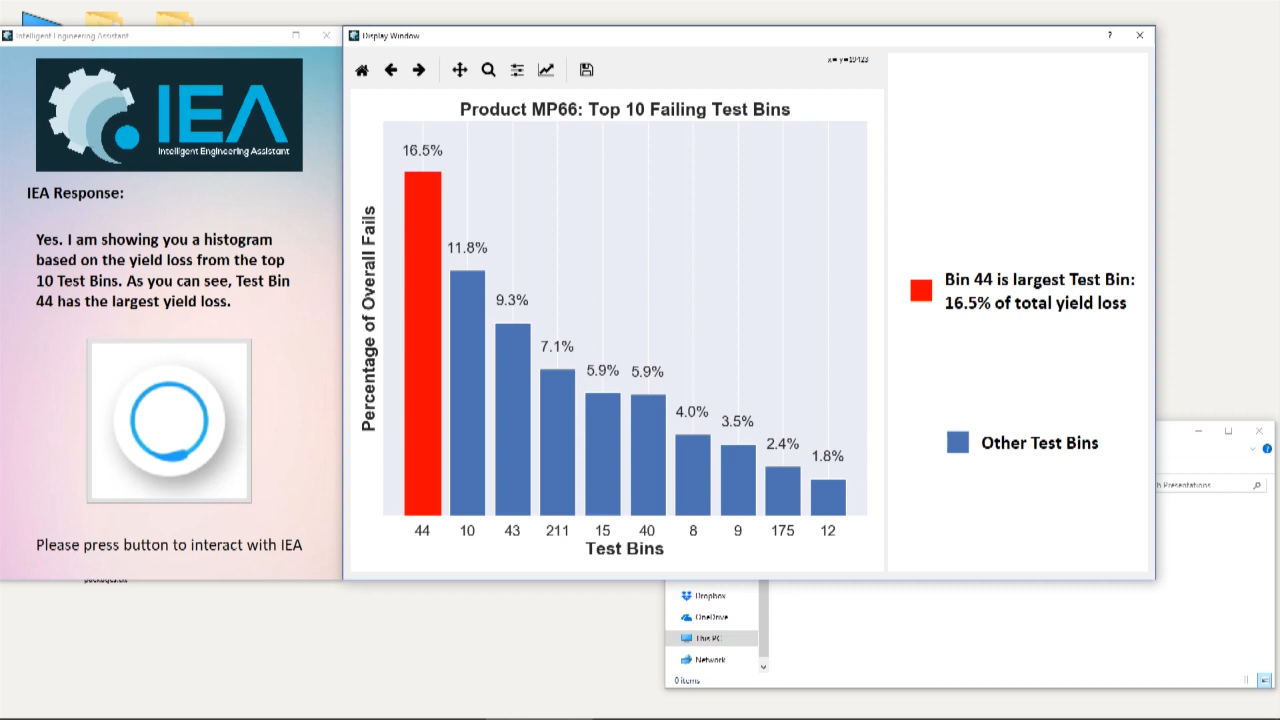 Intelligent Engineering Assistant
IEA
Intelligent Engineering Assistant
IEA Response:
Yes. I am showing you a histogram
based on the yield loss from the top
10 Test Bins. As you can see, Test Bin
44 has the largest yield loss.
Please press button to interact with IEA
Display Window
?
x= y=19423
Product MP66: Top 10 Failing Test Bins
Percentage of Overall Fails
16.5%
11.8%
9.3%
7.1%
5.9%
5.9%
4.0%
3.5%
2.4%
1.8%
44 10 43 211 15 40 8 9 175 12
Test Bins
Bin 44 is largest Test Bin:
16.5% of total yield loss
Other Test Bins
Presentations
Dropbox
OneDrive
This PC
Network
0 items